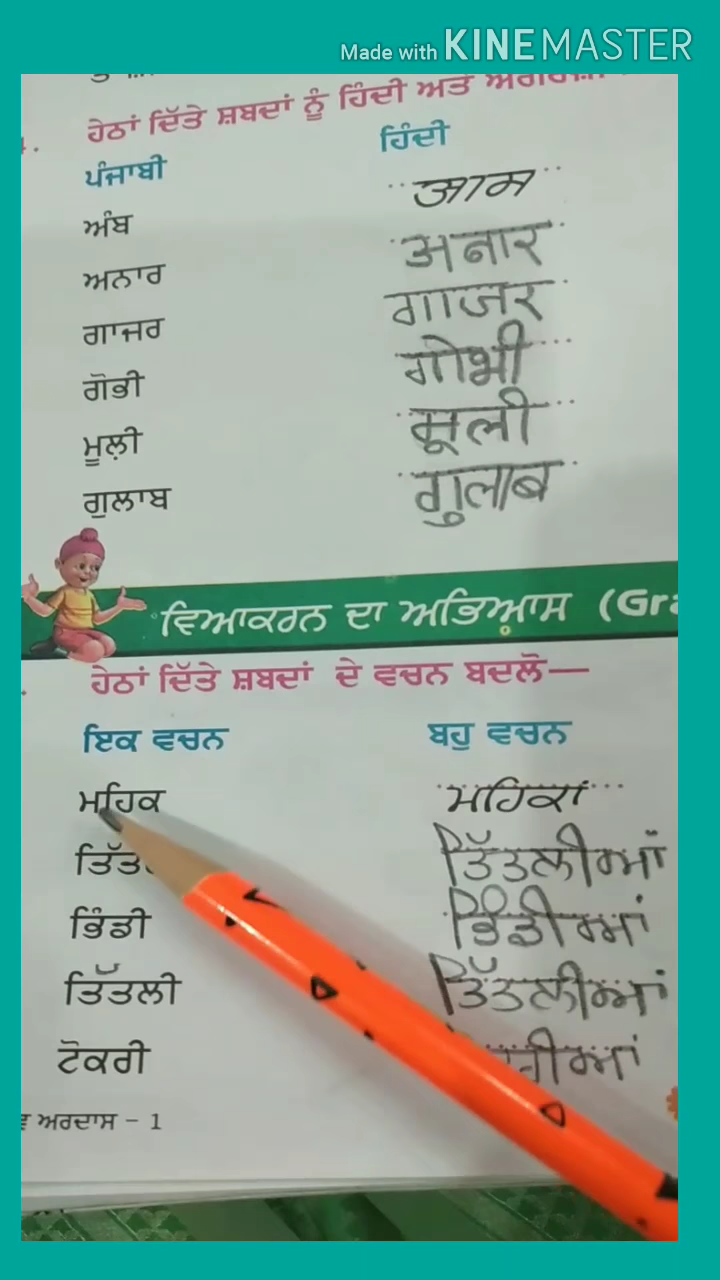 Made with KINEMASTER
ਹੇਠਾਂ ਦਿੱਤੇ ਸ਼ਬਦਾਂ ਨੂੰ ਹਿੰਦੀ ਅਤੇ
ਪੰਜਾਬੀ ਹਿੰਦੀ
ਅੰਬ आम
ਅਨਾਰ अनार
ਗਾਜਰ गाजर
ਗੋਭੀ गोभी
ਮੂਲ਼ੀ मूली
ਗੁਲਾਬ गुलाब
ਵਿਆਕਰਨ ਦਾ ਅਭਿਆਸ (Gra
ਹੇਠਾਂ ਦਿੱਤੇ ਸ਼ਬਦਾਂ ਦੇ ਵਚਨ ਬਦਲੋ—
ਇਕ ਵਚਨ ਬਹੁ ਵਚਨ
ਮਹਿਕ ਮਹਿਕਾਂ
ਤਿੱਤ ਤਿੱਤਲੀਆਂ
ਭਿੰਡੀ ਭਿੰਡੀਆਂ
ਤਿੱਤਲੀ ਤਿੱਤਲੀਆਂ
ਟੋਕਰੀ ਰੀਆਂ
ਅਰਦਾਸ - 1